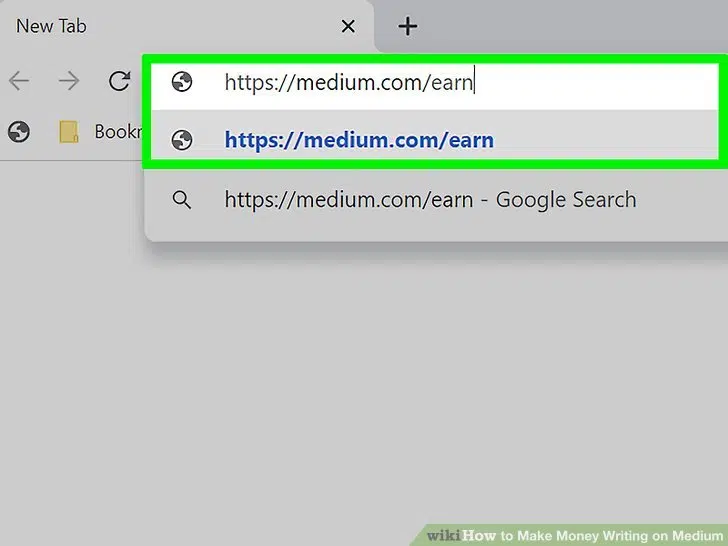 New Tab
https://medium.com/earn
Bookr
https://medium.com/earn
https://medium.com/earn - Google Search
wikiHow to Make Money Writing on Medium